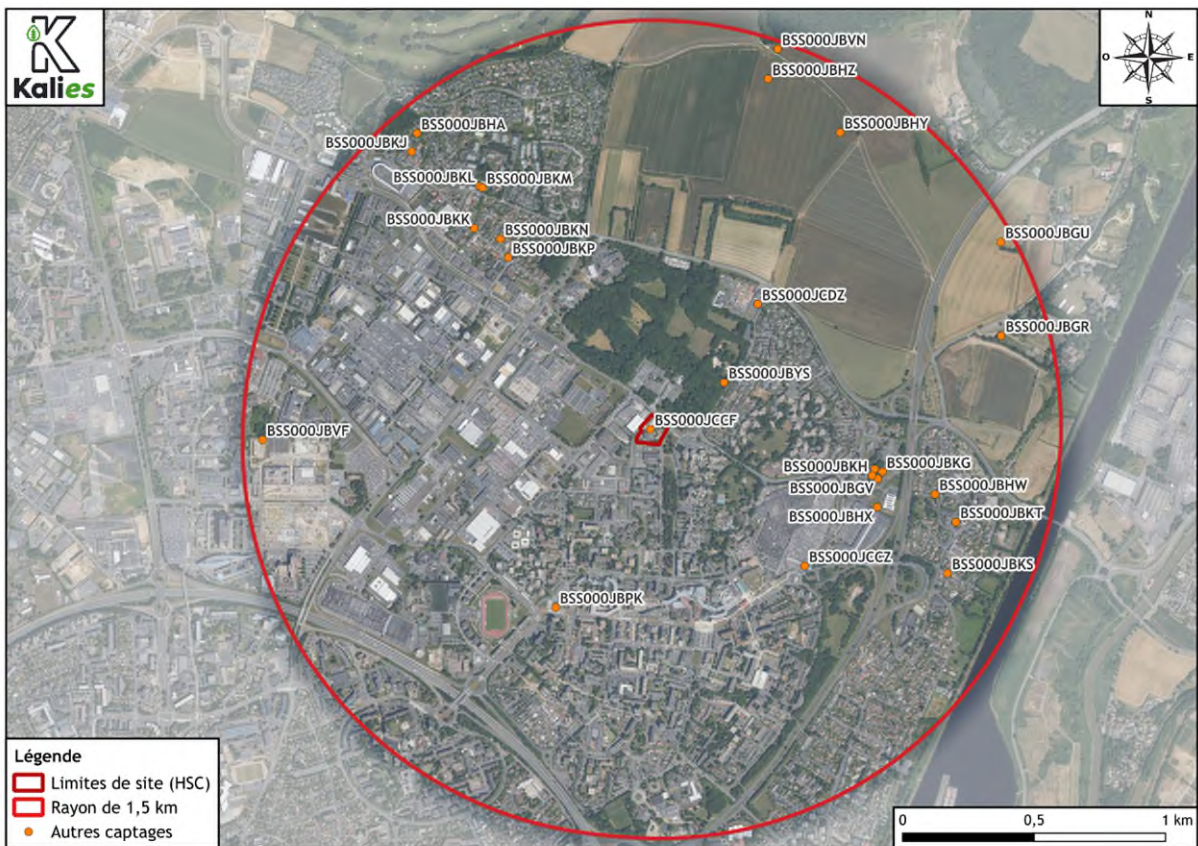 Kalies
N
O
E
S
BSS000JBVN
BSS000JBHZ
BSS000JBHA
BSS000JBHY
BSS000JBKJ
BSS000JBKL
BSS000JBKM
BSS000JBKK
BSS000JBKN
BSS000JBGU
BSS000JBKP
BSS000JCDZ
BSS000JBGR
BSS000JBYS
BSS000JCCF
BSS000JBVF
BSS000JBKH
BSS000JBKG
BSS000JBGV
BSS000JBHW
BSS000JBHX
BSS000JBKT
BSS000JCCZ
BSS000JBKS
BSS000JBPK
Légende
Limites de site (HSC)
Rayon de 1,5 km
Autres captages
0 0,5 1 km